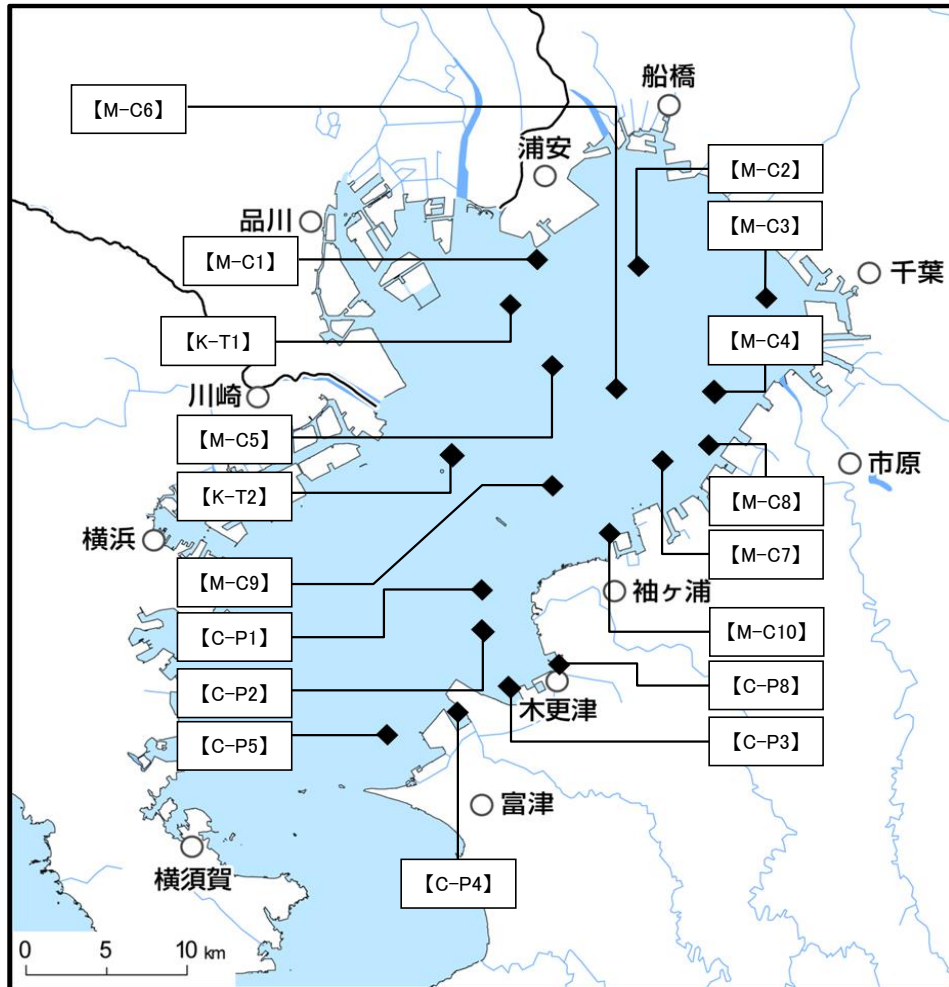 船橋
【M-C6】
浦安
【M-C2】
品川
【M-C3】
【M-C1】
千葉
【K-T1】
【M-C4】
川崎
【M-C5】
市原
【K-T2】
【M-C8】
横浜
【M-C7】
【M-C9】
袖ヶ浦
【C-P1】
【M-C10】
【C-P2】
【C-P8】
木更津
【C-P5】
【C-P3】
富津
横須賀
【C-P4】
0 5 10 km